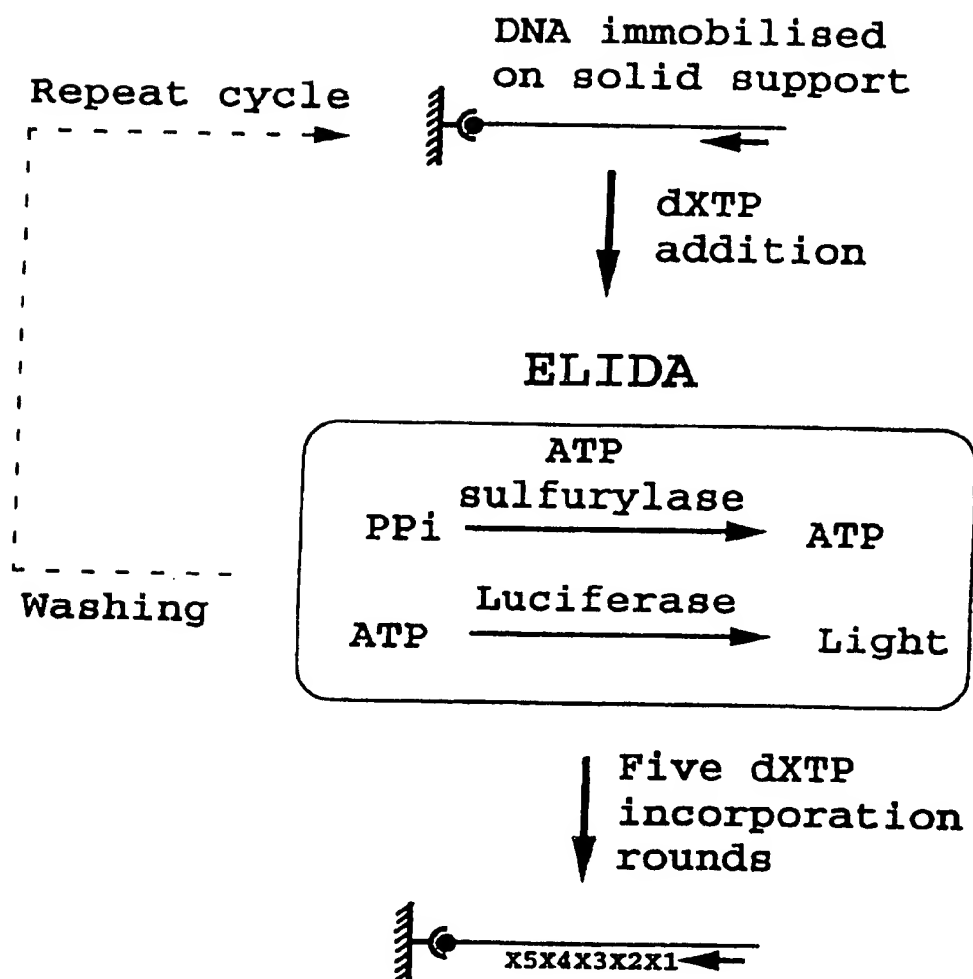 DNA immobilised
on solid support
Repeat cycle
dXTP
addition
ELIDA
ATP
sulfurylase
PPi
ATP
Washing
Luciferase
ATP
Light
Five dXTP
incorporation
rounds
X5X4X3X2X1